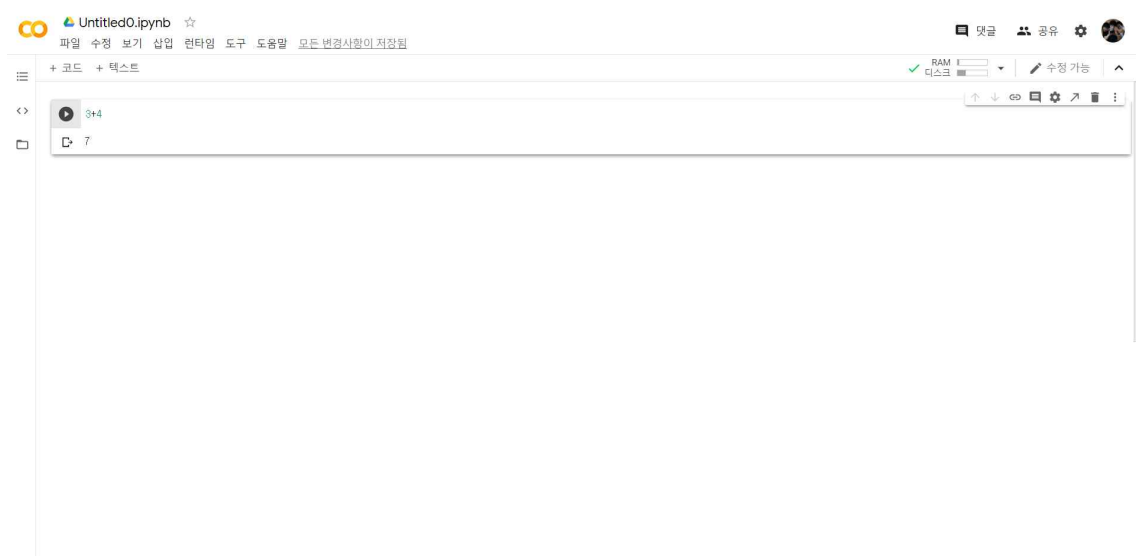 Untitled0.ipynb
파일 수정 보기 삽입 런타임 도구 도움말 모든 변경사항이 저장됨
댓글 공유
+ 코드 + 텍스트
RAM
디스크
수정 가능
3+4
7